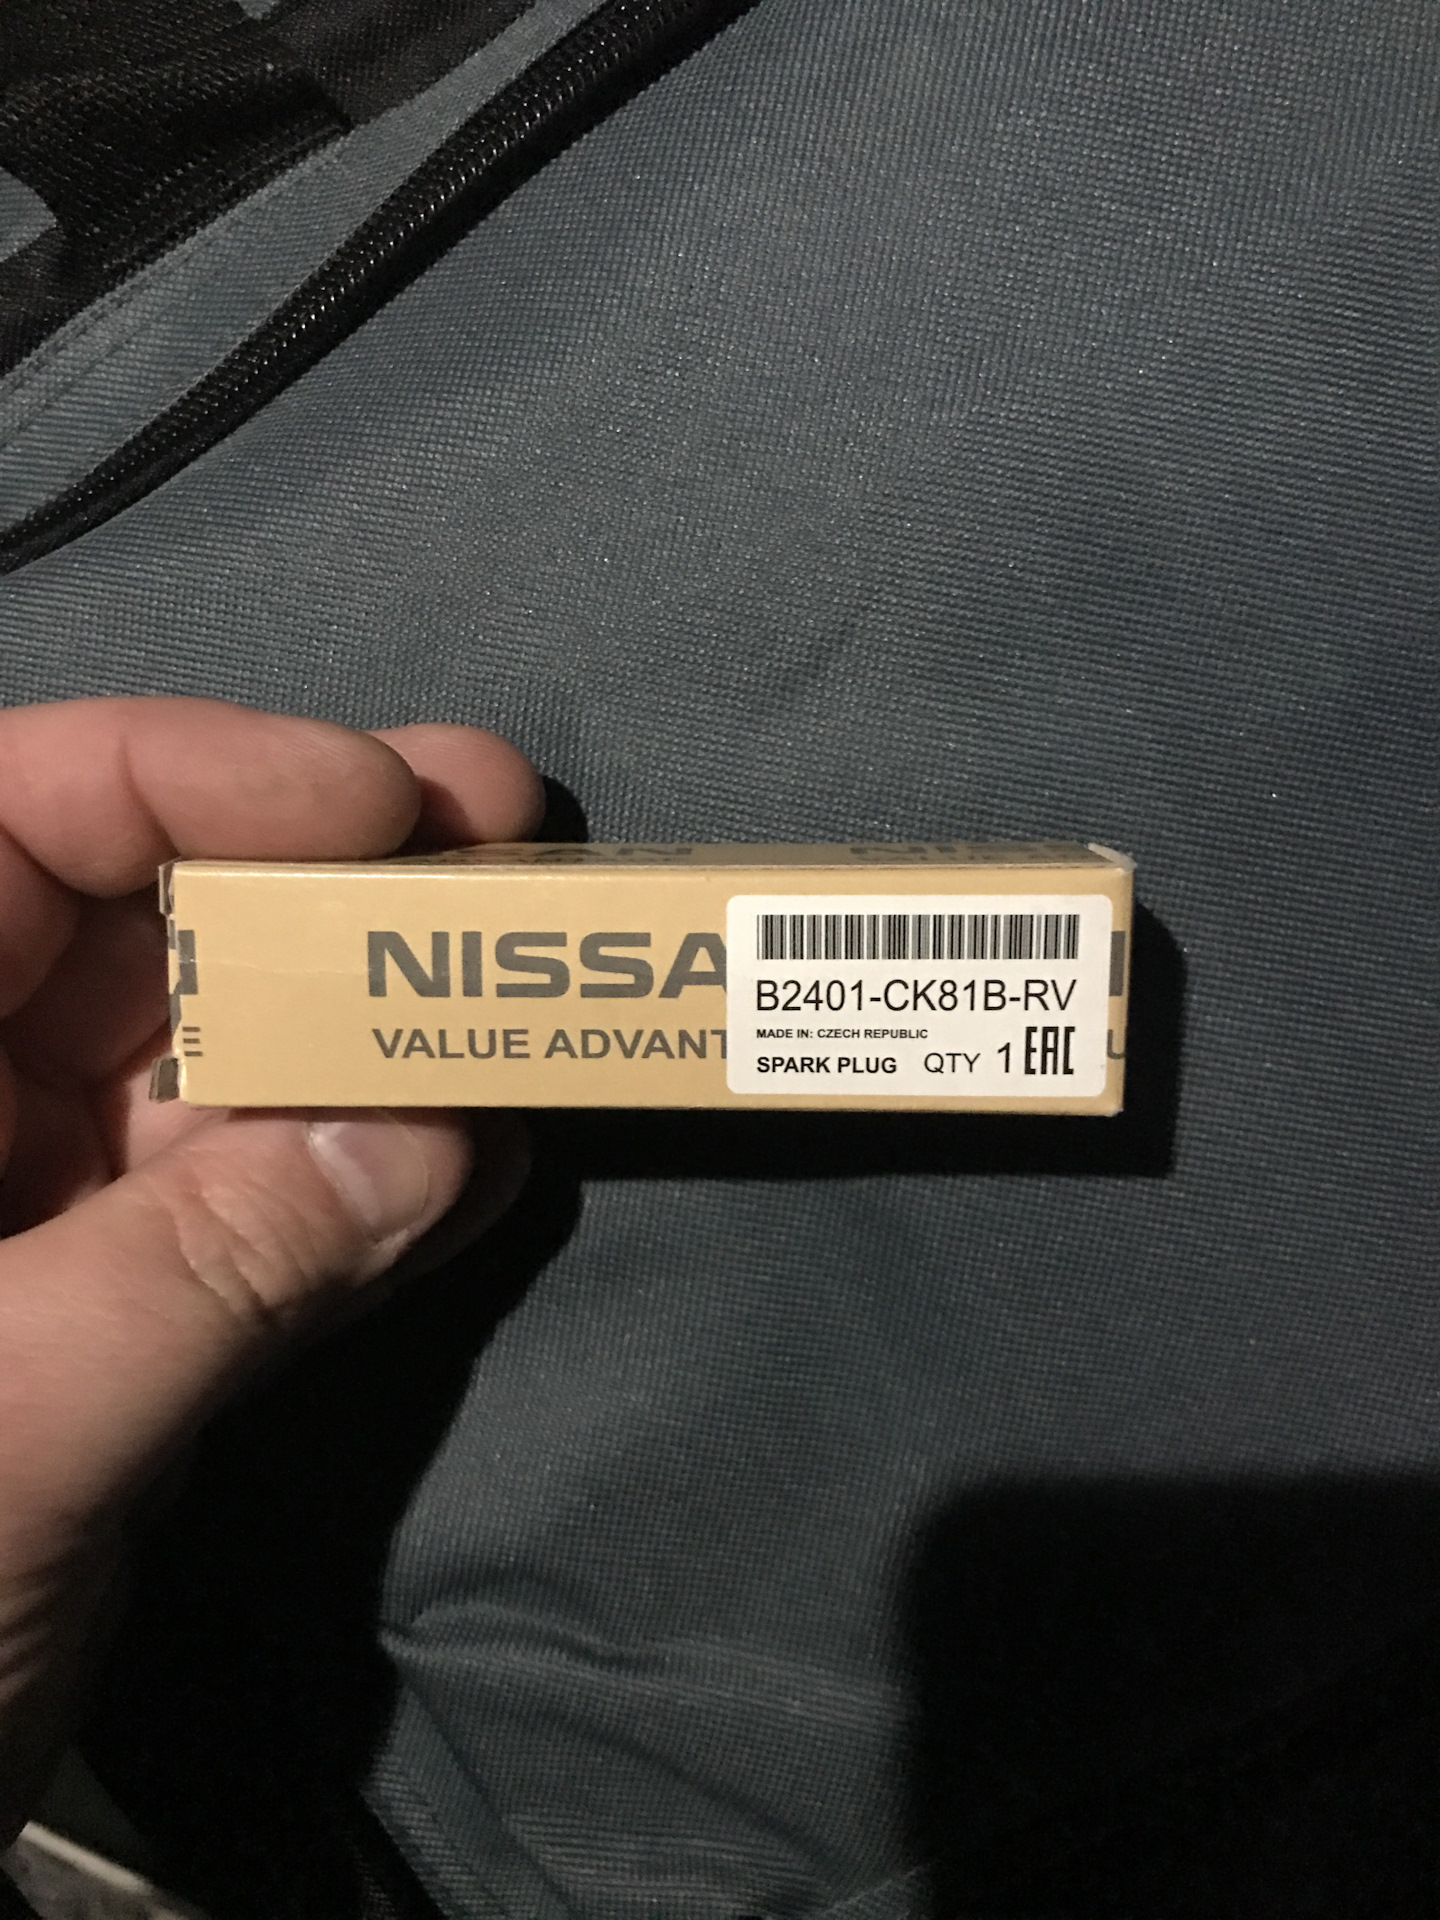 NISSA
VALUE ADVANT
B2401-CK81B-RV
MADE IN: CZECH REPUBLIC
SPARK PLUG QTY 1 EAC